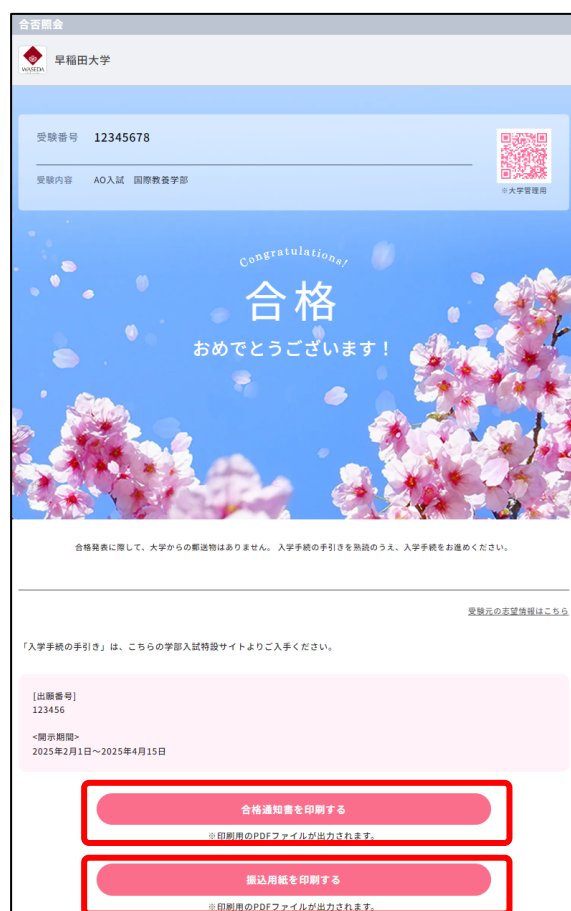 合否照会
WASEDA
早稲田大学
受験番号 12345678
受験内容 AO入試 国際教養学部
※大学管理用
Congratulations!
合格
おめでとうございます！
合格発表に際して、大学からの郵送物はありません。 入学手続の手引きを熟読のうえ、入学手続をお進めください。
受験元の志望情報はこちら
「入学手続の手引き」は、こちらの学部入試特設サイトよりご入手ください。
[出願番号]
123456
<開示期間>
2025年2月1日～2025年4月15日
合格通知書を印刷する
※印刷用のPDFファイルが出力されます。
振込用紙を印刷する
※印刷用のPDFファイルが出力されます。